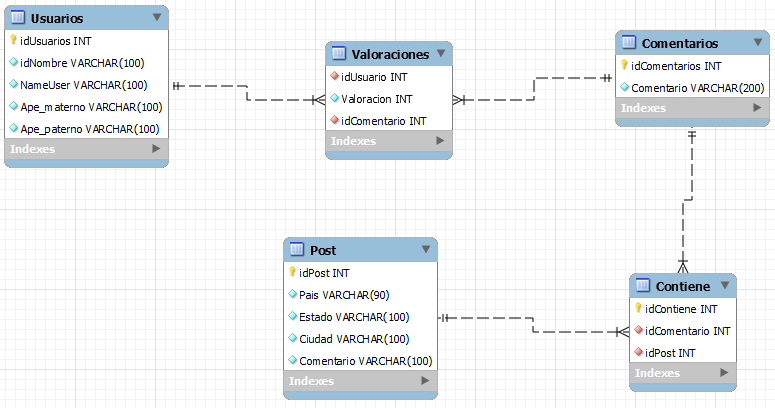 Usuarios
idUsuarios INT
idNombre VARCHAR(100)
NameUser VARCHAR(100)
Ape_materno VARCHAR(100)
Ape_paterno VARCHAR(100)
Indexes
Valoraciones
idUsuario INT
Valoracion INT
idComentario INT
Indexes
Comentarios
idComentarios INT
Comentario VARCHAR(200)
Indexes
Post
idPost INT
Pais VARCHAR(90)
Estado VARCHAR(100)
Ciudad VARCHAR(100)
Comentario VARCHAR(100)
Indexes
Contiene
idContiene INT
idComentario INT
idPost INT
Indexes